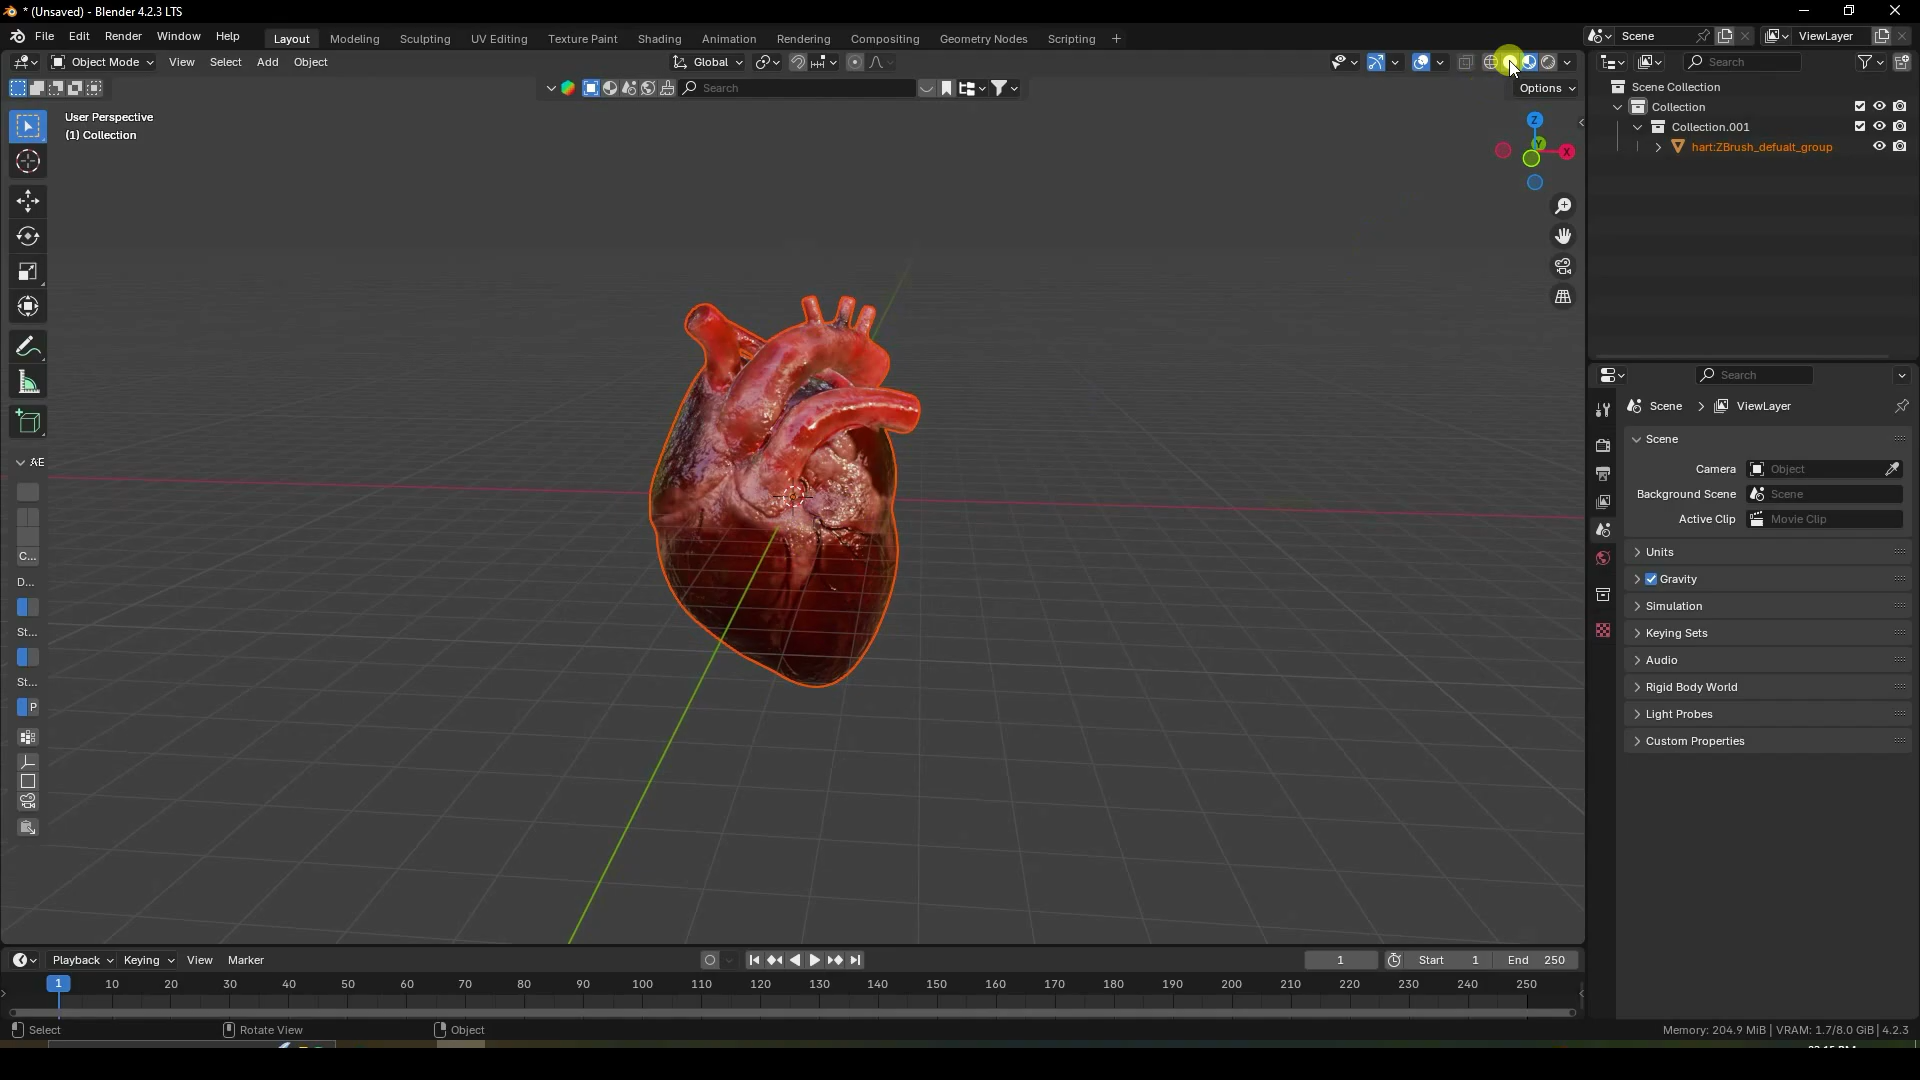 * (Unsaved) - Blender 4.2.3 LTS
File Edit Render Window Help Layout Modeling Sculpting UV Editing Texture Paint Shading Animation Rendering Compositing Geometry Nodes Scripting + Scene ViewLayer
Object Mode View Select Add Object Global Search
Search Options
User Perspective
(1) Collection
Z
Y
X
Scene Collection
Collection
Collection.001
hart:ZBrush_defualt_group
Search
Scene > ViewLayer
Scene
Camera Object
Background Scene Scene
Active Clip Movie Clip
Units
Gravity
Simulation
Keying Sets
Audio
Rigid Body World
Light Probes
Custom Properties
AE
C...
D...
St...
St...
P
Playback Keying View Marker 1 Start 1 End 250
1 10 20 30 40 50 60 70 80 90 100 110 120 130 140 150 160 170 180 190 200 210 220 230 240 250
Select Rotate View Object Memory: 204.9 MiB | VRAM: 1.7/8.0 GiB | 4.2.3